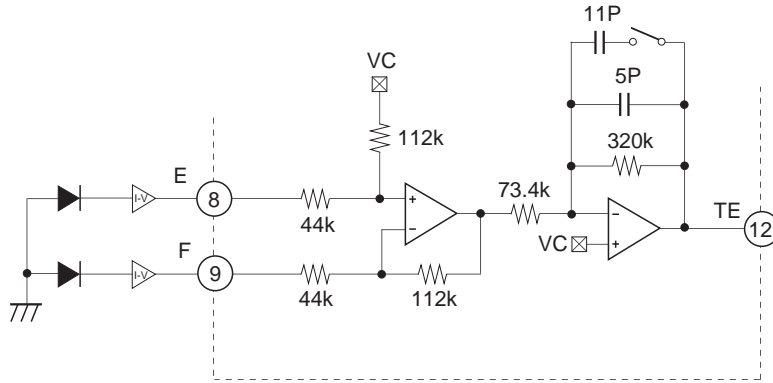 11P
VC
5P
112k
320k
E
I-V
8
44k
+
−
73.4k
−
+
VC
TE
12
F
I-V
9
44k
112k